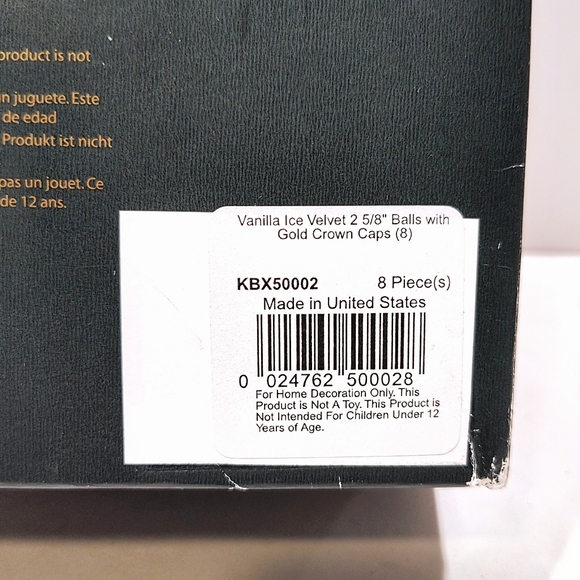 product is not
n juguete. Este
de edad
Produkt ist nicht
pas un jouet. Ce
de 12 ans.
Vanilla Ice Velvet 2 5/8" Balls with
Gold Crown Caps (8)
KBX50002 8 Piece(s)
Made in United States
0 024762 500028
For Home Decoration Only. This
Product is Not A Toy. This Product is
Not Intended For Children Under 12
Years of Age.